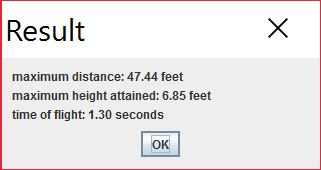 Result
maximum distance: 47.44 feet
maximum height attained: 6.85 feet
time of flight: 1.30 seconds
OK